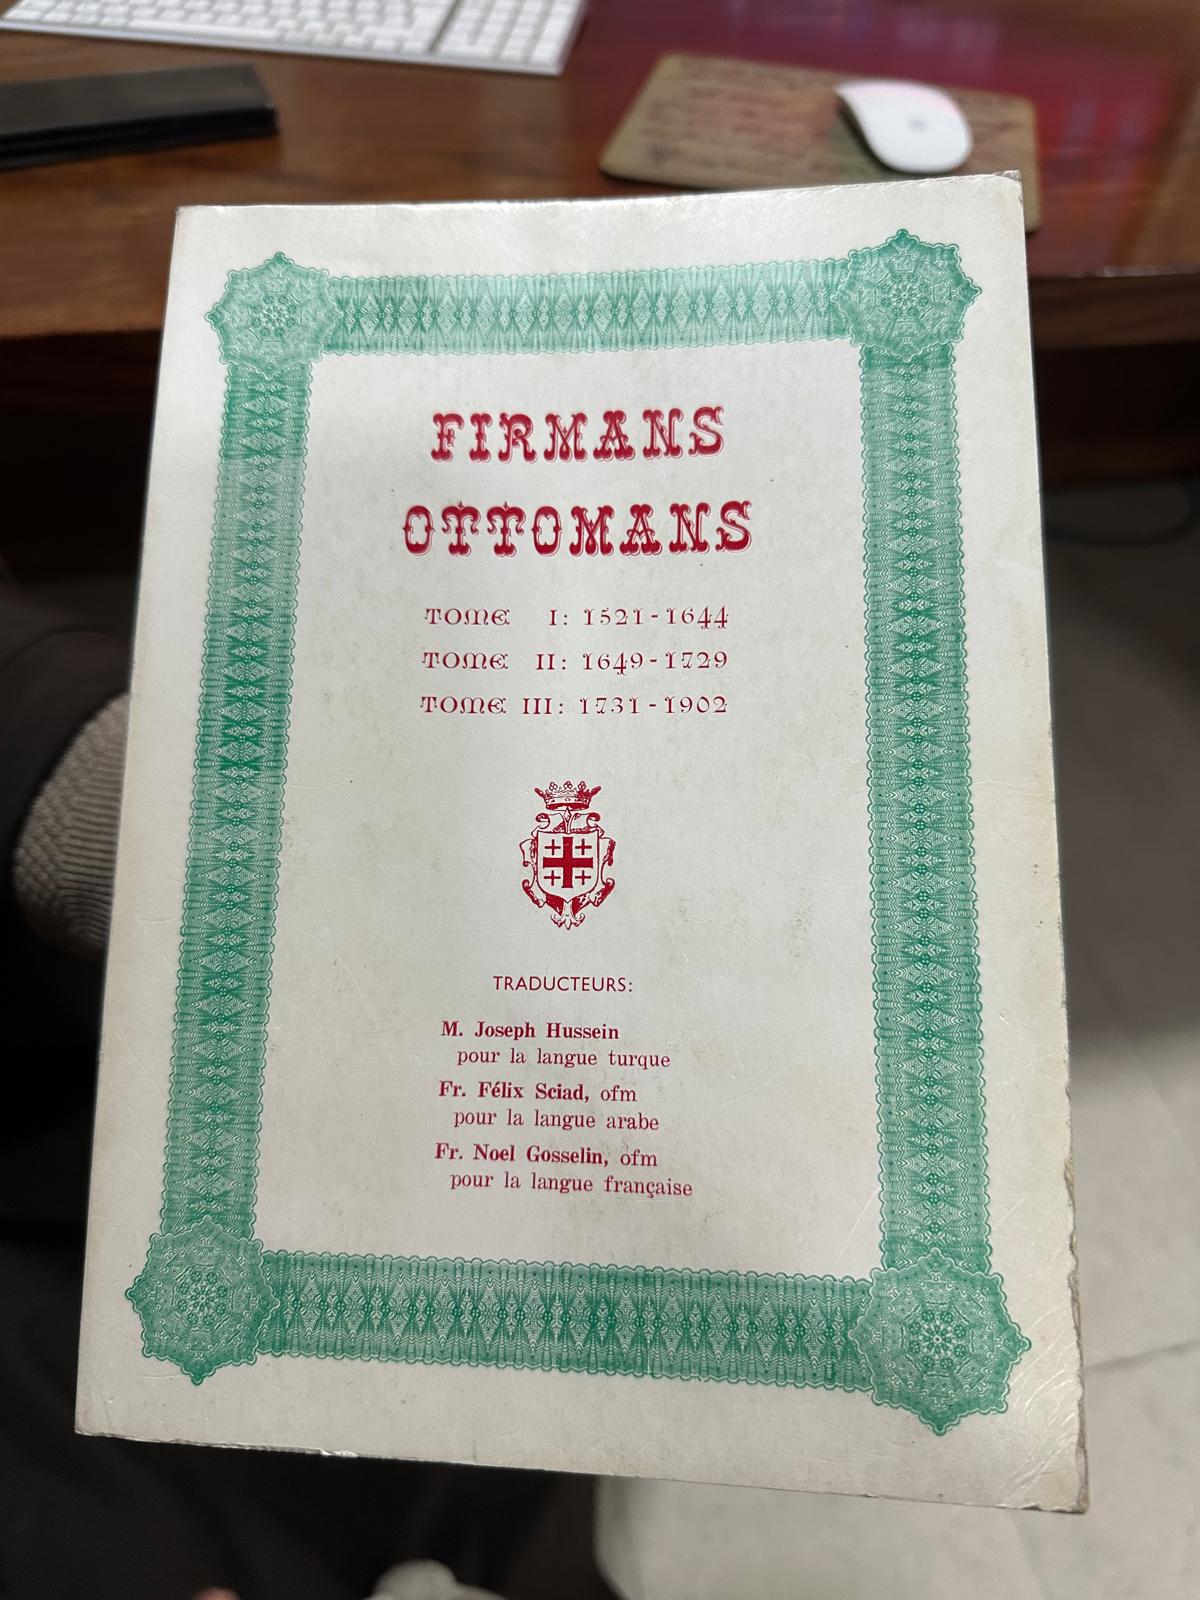 FIRMANS
OTTOMANS
TOME I: 1521-1644
TOME II: 1649-1729
TOME III: 1731-1902
TRADUCTEURS:
M. Joseph Hussein
pour la langue turque
Fr. Félix Sciad, ofm
pour la langue arabe
Fr. Noel Gosselin, ofm
pour la langue française